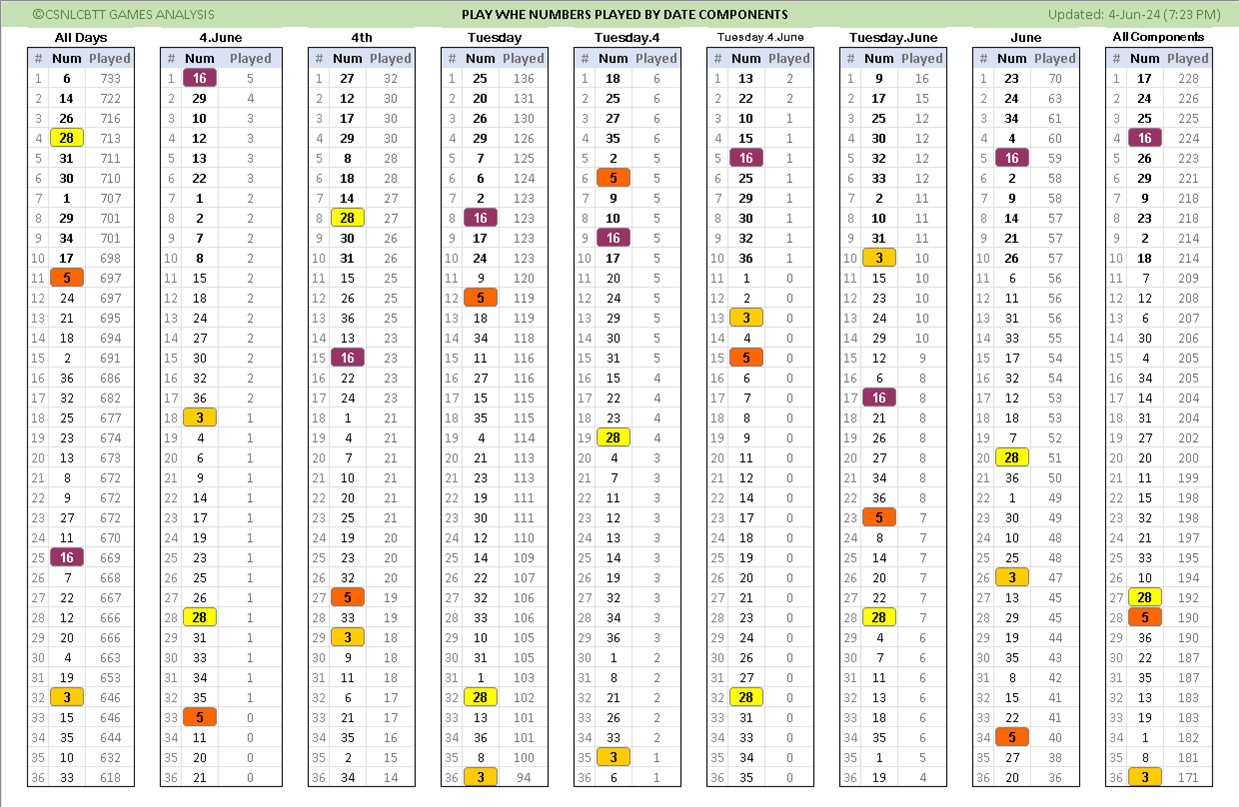 ©CSNLCBTT GAMES ANALYSIS PLAY WHE NUMBERS PLAYED BY DATE COMPONENTS Updated: 4-Jun-24 (7:23 PM)
All Days 4.June 4th Tuesday Tuesday.4 Tuesday.4.June Tuesday.June June All Components
# Num Played # Num Played # Num Played # Num Played # Num Played # Num Played # Num Played # Num Played # Num Played
1 6 733 1 16 5 1 27 32 1 25 136 1 18 6 1 13 2 1 9 16 1 23 70 1 17 228
2 14 722 2 29 4 2 12 30 2 20 131 2 25 6 2 22 2 2 17 15 2 24 63 2 24 226
3 26 716 3 10 3 3 17 30 3 26 130 3 27 6 3 10 1 3 25 12 3 34 61 3 25 225
4 28 713 4 12 3 4 29 30 4 29 126 4 35 6 4 15 1 4 30 12 4 4 60 4 16 224
5 31 711 5 13 3 5 8 28 5 7 125 5 2 5 5 16 1 5 32 12 5 16 59 5 26 223
6 30 710 6 22 3 6 18 28 6 6 124 6 5 5 6 25 1 6 33 12 6 2 58 6 29 221
7 1 707 7 1 2 7 14 27 7 2 123 7 9 5 7 29 1 7 2 11 7 9 58 7 9 218
8 29 701 8 2 2 8 28 27 8 16 123 8 10 5 8 30 1 8 10 11 8 14 57 8 23 218
9 34 701 9 7 2 9 30 26 9 17 123 9 16 5 9 32 1 9 31 11 9 21 57 9 2 214
10 17 698 10 8 2 10 31 26 10 24 123 10 17 5 10 36 1 10 3 10 10 26 57 10 18 214
11 5 697 11 15 2 11 15 25 11 9 120 11 20 5 11 1 0 11 15 10 11 6 56 11 7 209
12 24 697 12 18 2 12 26 25 12 5 119 12 24 5 12 2 0 12 23 10 12 11 56 12 12 208
13 21 695 13 24 2 13 36 25 13 18 119 13 29 5 13 3 0 13 24 10 13 31 56 13 6 207
14 18 694 14 27 2 14 13 23 14 34 118 14 30 5 14 4 0 14 29 10 14 33 55 14 30 206
15 2 691 15 30 2 15 16 23 15 11 116 15 31 5 15 5 0 15 12 9 15 17 54 15 4 205
16 36 686 16 32 2 16 22 23 16 27 116 16 15 4 16 6 0 16 6 8 16 32 54 16 34 205
17 32 682 17 36 2 17 24 23 17 15 115 17 22 4 17 7 0 17 16 8 17 12 53 17 14 204
18 25 677 18 3 1 18 1 21 18 35 115 18 23 4 18 8 0 18 21 8 18 18 53 18 31 204
19 23 674 19 4 1 19 4 21 19 4 114 19 28 4 19 9 0 19 26 8 19 7 52 19 27 202
20 13 673 20 6 1 20 7 21 20 21 113 20 4 3 20 11 0 20 27 8 20 28 51 20 20 200
21 8 672 21 9 1 21 10 21 21 23 113 21 7 3 21 12 0 21 34 8 21 36 50 21 11 199
22 9 672 22 14 1 22 20 21 22 19 111 22 11 3 22 14 0 22 36 8 22 1 49 22 15 198
23 27 672 23 17 1 23 25 21 23 30 111 23 12 3 23 17 0 23 5 7 23 30 49 23 32 198
24 11 670 24 19 1 24 19 20 24 12 110 24 13 3 24 18 0 24 8 7 24 10 48 24 21 197
25 16 669 25 23 1 25 23 20 25 14 109 25 14 3 25 19 0 25 14 7 25 25 48 25 33 195
26 7 668 26 25 1 26 32 20 26 22 107 26 19 3 26 20 0 26 20 7 26 3 47 26 10 194
27 22 667 27 26 1 27 5 19 27 32 106 27 32 3 27 21 0 27 22 7 27 13 45 27 28 192
28 12 666 28 28 1 28 33 19 28 33 106 28 34 3 28 23 0 28 28 7 28 29 45 28 5 190
29 20 666 29 31 1 29 3 18 29 10 105 29 36 3 29 24 0 29 4 6 29 19 44 29 36 190
30 4 663 30 33 1 30 9 18 30 31 105 30 1 2 30 26 0 30 7 6 30 35 43 30 22 187
31 19 653 31 34 1 31 11 18 31 1 103 31 8 2 31 27 0 31 11 6 31 8 42 31 35 187
32 3 646 32 35 1 32 6 17 32 28 102 32 21 2 32 28 0 32 13 6 32 15 41 32 13 183
33 15 646 33 5 0 33 21 17 33 13 101 33 26 2 33 31 0 33 18 6 33 22 41 33 19 183
34 35 644 34 11 0 34 35 16 34 36 101 34 33 2 34 33 0 34 35 6 34 5 40 34 1 182
35 10 632 35 20 0 35 2 15 35 8 100 35 3 1 35 34 0 35 1 5 35 27 38 35 8 181
36 33 618 36 21 0 36 34 14 36 3 94 36 6 1 36 35 0 36 19 4 36 20 36 36 3 171